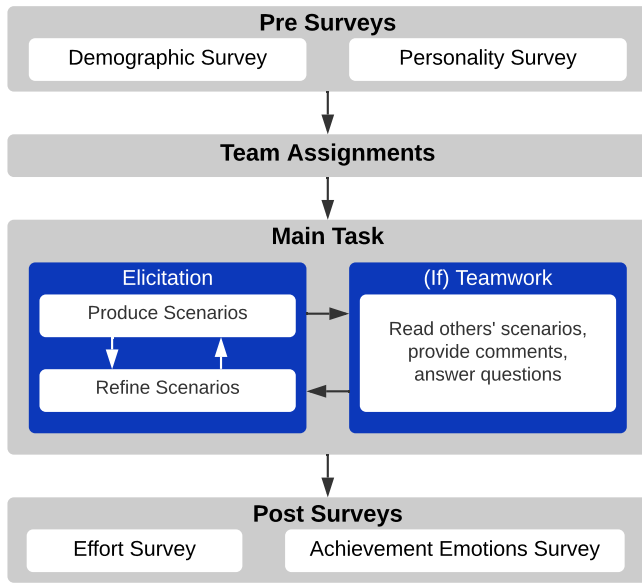 Pre Surveys
Demographic Survey
Personality Survey
Team Assignments
Main Task
Elicitation
Produce Scenarios
Refine Scenarios
(If) Teamwork
Read others' scenarios,
provide comments,
answer questions
Post Surveys
Effort Survey
Achievement Emotions Survey